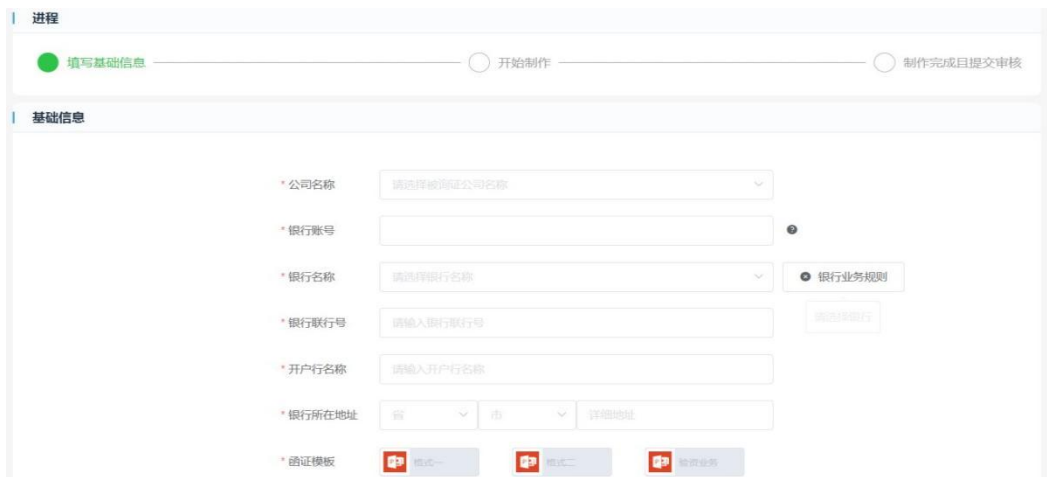 进程
填写基础信息 开始制作 制作完成目提交审核
基础信息
* 公司名称 请选择被询证公司名称
* 银行账号
* 银行名称 请选择银行名称 银行业务规则
* 银行联行号 请输入银行联行号 请选择银行
* 开户行名称 请输入开户行名称
* 银行所在地址 省 市 详细地址
* 函证模板 格式一 格式二 验资业务